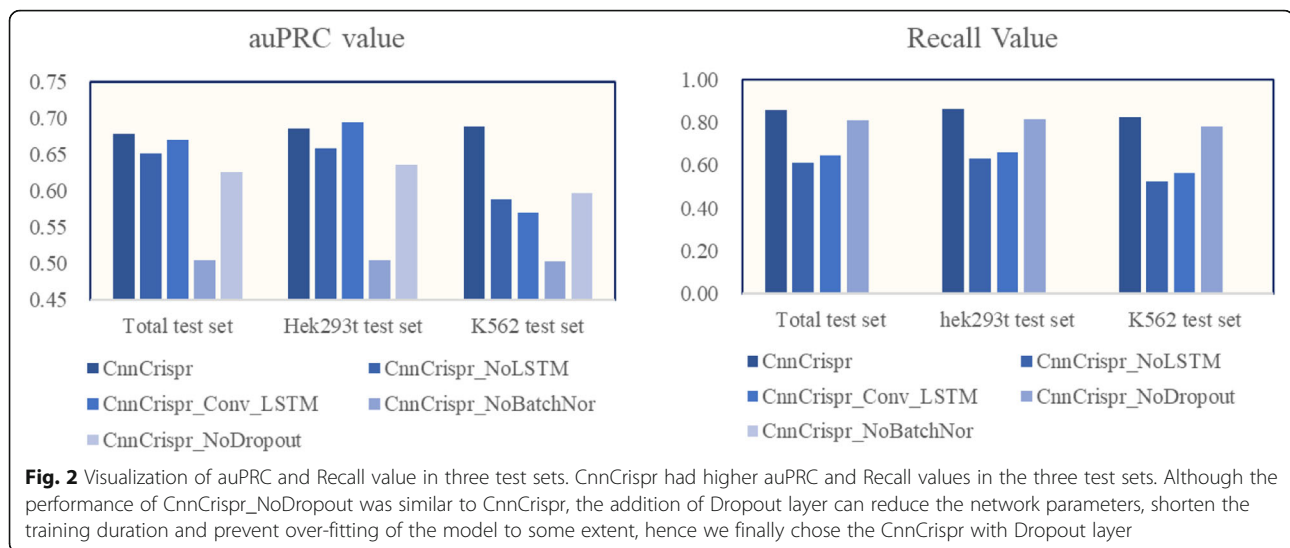 auPRC value
0.75
0.70
0.65
0.60
0.55
0.50
0.45
Total test set Hek293t test set K562 test set
CnnCrispr CnnCrispr_NoLSTM
CnnCrispr_Conv_LSTM CnnCrispr_NoBatchNor
CnnCrispr_NoDropout
Recall Value
1.00
0.80
0.60
0.40
0.20
0.00
Total test set hek293t test set K562 test set
CnnCrispr CnnCrispr_NoLSTM
CnnCrispr_Conv_LSTM CnnCrispr_NoDropout
CnnCrispr_NoBatchNor
Fig. 2 Visualization of auPRC and Recall value in three test sets. CnnCrispr had higher auPRC and Recall values in the three test sets. Although the
performance of CnnCrispr_NoDropout was similar to CnnCrispr, the addition of Dropout layer can reduce the network parameters, shorten the
training duration and prevent over-fitting of the model to some extent, hence we finally chose the CnnCrispr with Dropout layer